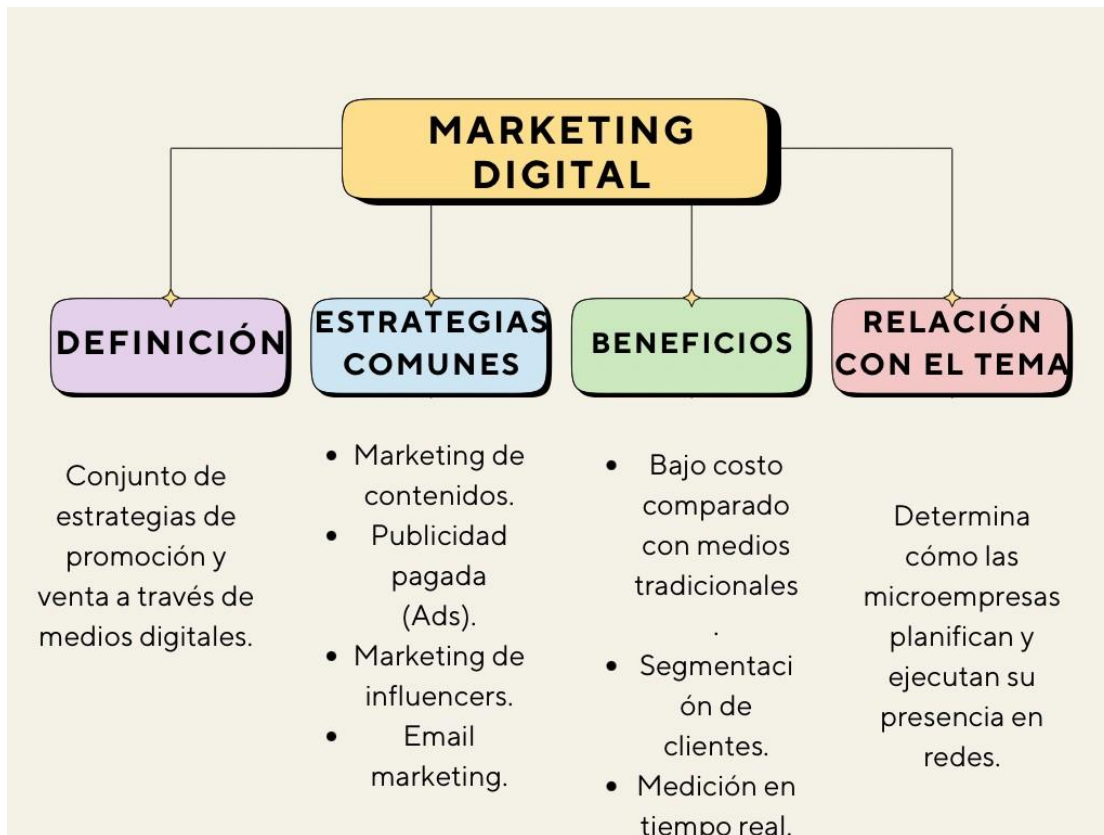 MARKETING
DIGITAL
DEFINICIÓN
ESTRATEGIAS
COMUNES
BENEFICIOS
RELACIÓN
CON EL TEMA
Conjunto de
estrategias de
promoción y
venta a través de
medios digitales.
• Marketing de
contenidos.
• Publicidad
pagada
(Ads).
• Marketing de
influencers.
• Email
marketing.
• Bajo costo
comparado
con medios
tradicionales
.
• Segmentaci
ón de
clientes.
• Medición en
tiempo real.
Determina
cómo las
microempresas
planifican y
ejecutan su
presencia en
redes.